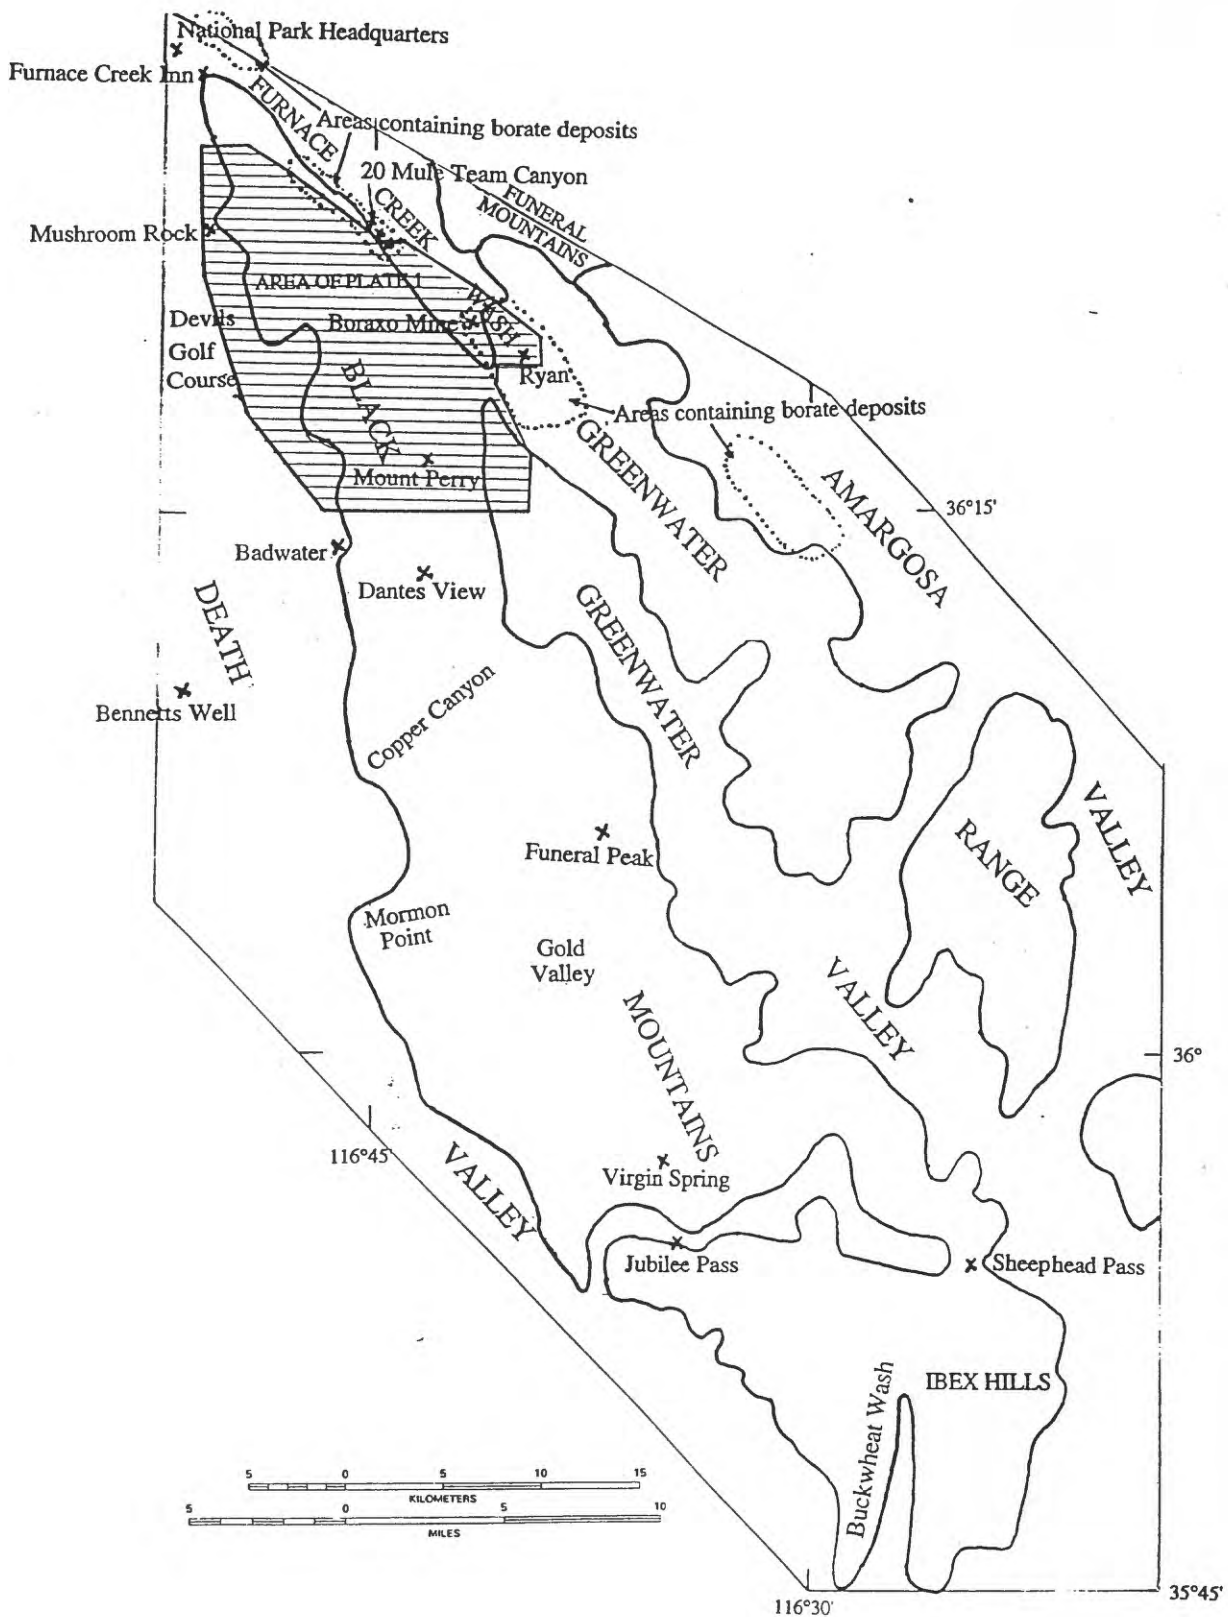 National Park Headquarters
Furnace Creek Inn
FURNACE
Areas containing borate deposits
20 Mule Team Canyon
CREEK
FUNERAL
MOUNTAINS
Mushroom Rock
AREA OF PLATE 1
WASH
Devils
Golf
Course
Boraxo Mine
Ryan
BLACK
Areas containing borate deposits
GREENWATER
AMARGOSA
Mount Perry
36°15'
Badwater
Dantes View
DEATH
GREENWATER
Bennetts Well
Copper Canyon
VALLEY
RANGE
Funeral Peak
Mormon
Point
Gold
Valley
VALLEY
MOUNTAINS
36°
116°45'
VALLEY
Virgin Spring
Jubilee Pass
Sheephead Pass
IBEX HILLS
Buckwheat Wash
5 0 5 10 15
KILOMETERS
5 0 5 10
MILES
116°30'
35°45'